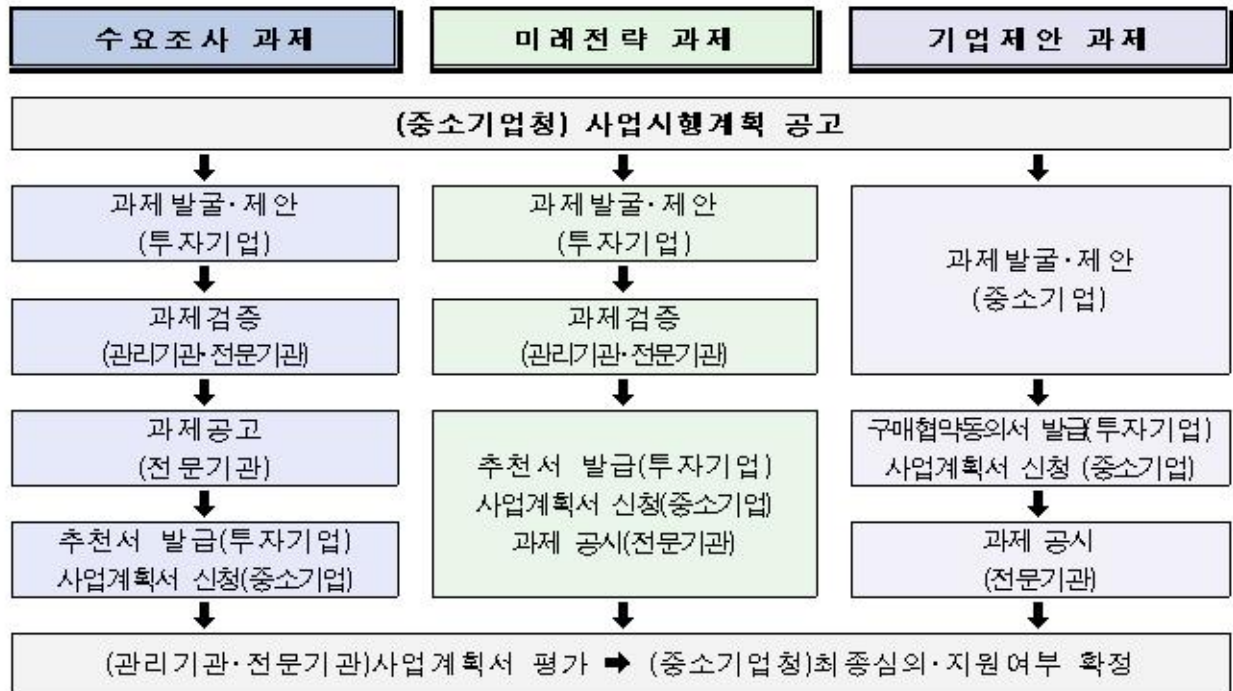 수요조사 과제
미래전략 과제
기업제안 과제
(중소기업청) 사업시행계획 공고
과제발굴·제안
(투자기업)
과제검증
(관리기관·전문기관)
과제공고
(전문기관)
추천서 발급(투자기업)
사업계획서 신청(중소기업)
과제발굴·제안
(투자기업)
과제검증
(관리기관·전문기관)
추천서 발급(투자기업)
사업계획서 신청(중소기업)
과제 공시(전문기관)
과제발굴·제안
(중소기업)
구매협약동의서 발급(투자기업)
사업계획서 신청 (중소기업)
과제 공시
(전문기관)
(관리기관·전문기관)사업계획서 평가 ➡ (중소기업청)최종심의·지원여부 확정